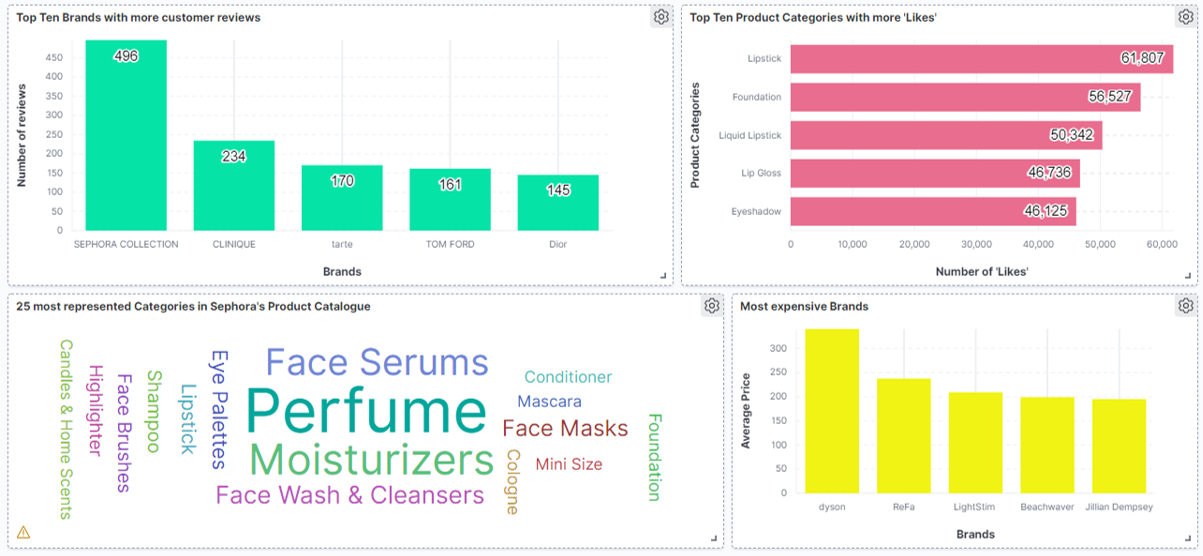 Top Ten Brands with more customer reviews
Number of reviews
450
400
350
300
250
200
150
100
50
0
496
234
170
161
145
SEPHORA COLLECTION CLINIQUE tarte TOM FORD Dior
Brands
Top Ten Product Categories with more 'Likes'
Product Categories
Lipstick 61,807
Foundation 56,527
Liquid Lipstick 50,342
Lip Gloss 46,736
Eyeshadow 46,125
0 10,000 20,000 30,000 40,000 50,000 60,000
Number of 'Likes'
25 most represented Categories in Sephora's Product Catalogue
Candles & Home Scents
Highlighter
Face Brushes
Shampoo
Lipstick
Eye Palettes
Face Serums
Perfume
Moisturizers
Face Wash & Cleansers
Conditioner
Mascara
Face Masks
Cologne
Mini Size
Foundation
Most expensive Brands
Average Price
300
250
200
150
100
50
0
dyson ReFa LightStim Beachwaver Jillian Dempsey
Brands